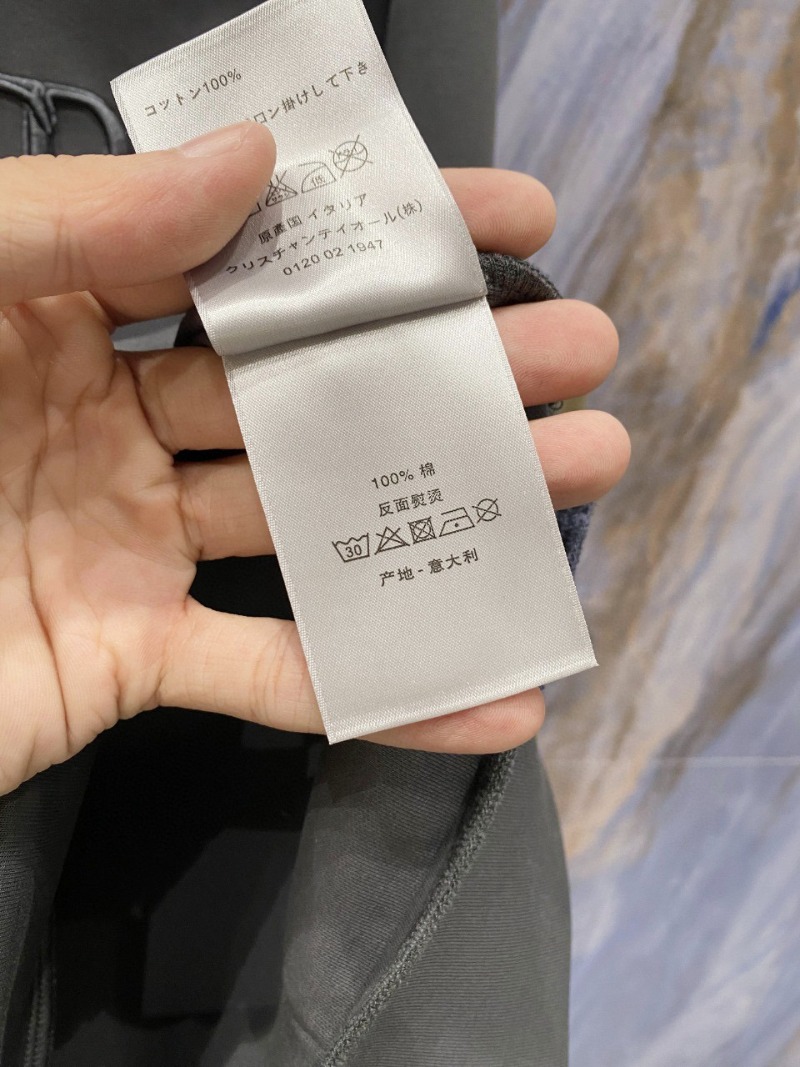 コットン100%
ロン掛けして下き
低
原産国 イタリア
クリスチャンディオール(株)
0120 02 1947
100% 棉
反面熨烫
30
产地-意大利